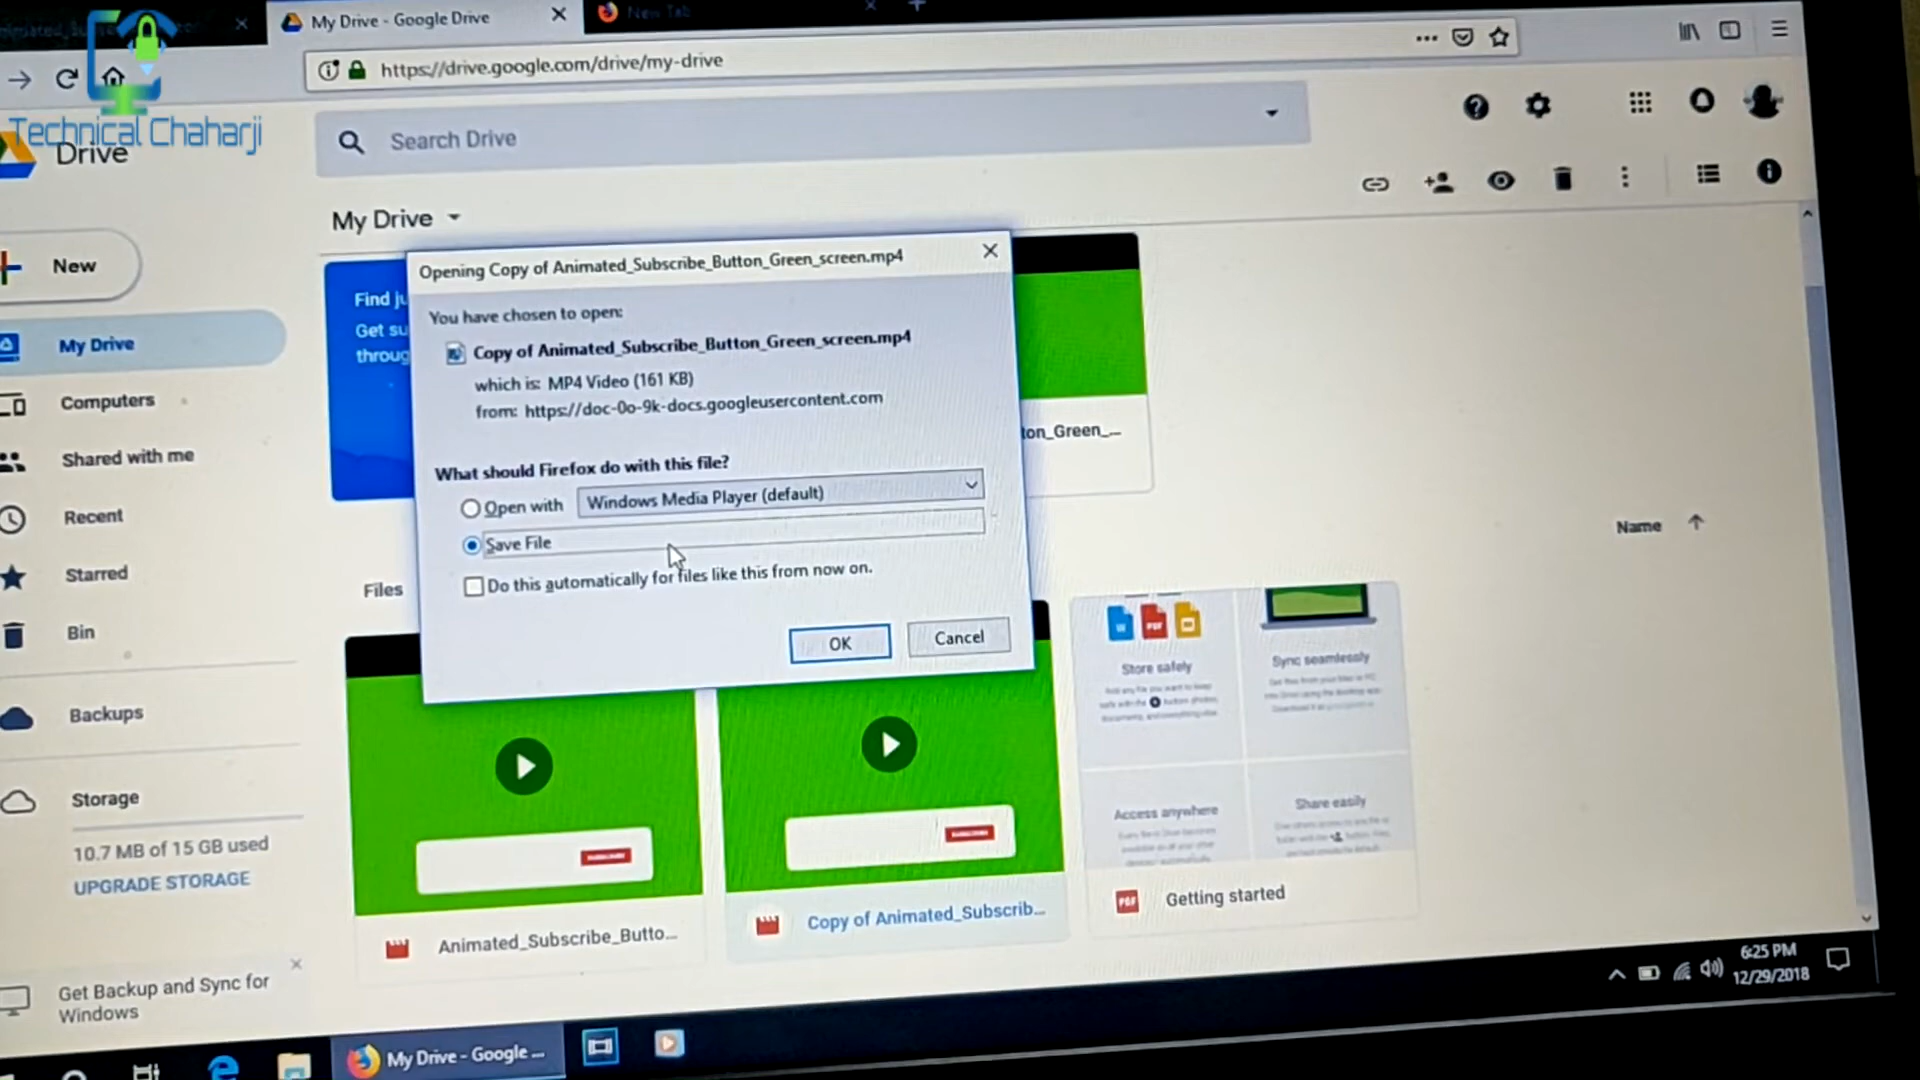 My Drive - Google Drive
New Tab
https://drive.google.com/drive/my-drive
Technical Chaharji
Drive
Search Drive
My Drive
New
Opening Copy of Animated_Subscribe_Button_Green_screen.mp4
You have chosen to open:
Copy of Animated_Subscribe_Button_Green_screen.mp4
which is: MP4 Video (161 KB)
from: https://doc-0o-9k-docs.googleusercontent.com
What should Firefox do with this file?
Open with
Windows Media Player (default)
Save File
Do this automatically for files like this from now on.
OK
Cancel
Find ju
Get su
throug
ton_Green_...
My Drive
Computers
Shared with me
Recent
Starred
Bin
Backups
Storage
10.7 MB of 15 GB used
UPGRADE STORAGE
Get Backup and Sync for
Windows
Name
Files
Store safely
Sync seamlessly
Access anywhere
Share easily
SUBSCRIBE
SUBSCRIBE
Animated_Subscribe_Butto...
Copy of Animated_Subscrib...
PDF
Getting started
My Drive - Google ...
6:25 PM
12/29/2018